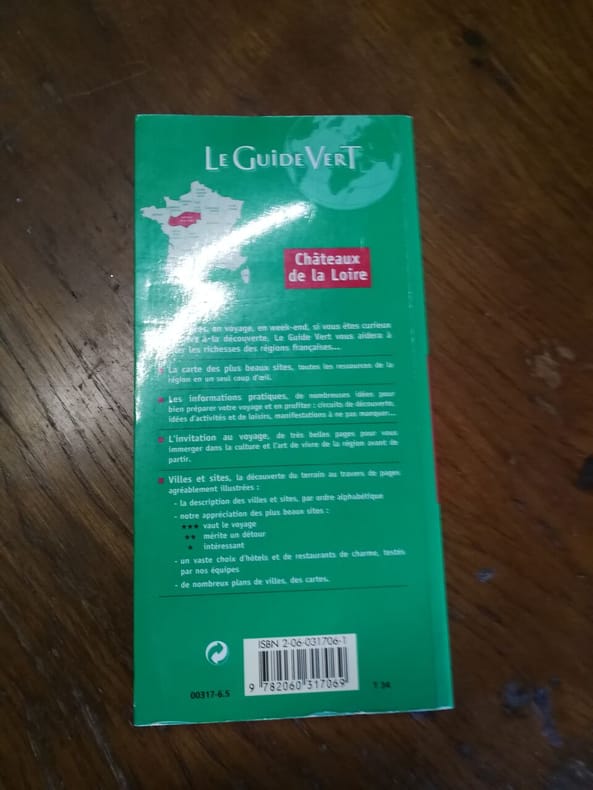 LE GUIDE VERT
Châteaux
de la Loire
en voyage, en week-end, si vous êtes curieux
à la découverte, Le Guide Vert vous aidera à
les richesses des régions françaises...
La carte des plus beaux sites, toutes les ressources de la
région en un seul coup d'œil.
Les informations pratiques, de nombreuses idées pour
bien préparer votre voyage et en profiter : circuits de découverte,
idées d'activités et de loisirs, manifestations à ne pas manquer...
L'invitation au voyage, de très belles pages pour vous
immerger dans la culture et l'art de vivre de la région avant de
partir.
Villes et sites, la découverte du terrain au travers de pages
agréablement illustrées :
- la description des villes et sites, par ordre alphabétique
- notre appréciation des plus beaux sites :
★★★ vaut le voyage
★★ mérite un détour
★ intéressant
- un vaste choix d'hôtels et de restaurants de charme, testés
par nos équipes
- de nombreux plans de villes, des cartes.
ISBN 2-06-031706-1
9 782060 317069
00317-6.5
T 34